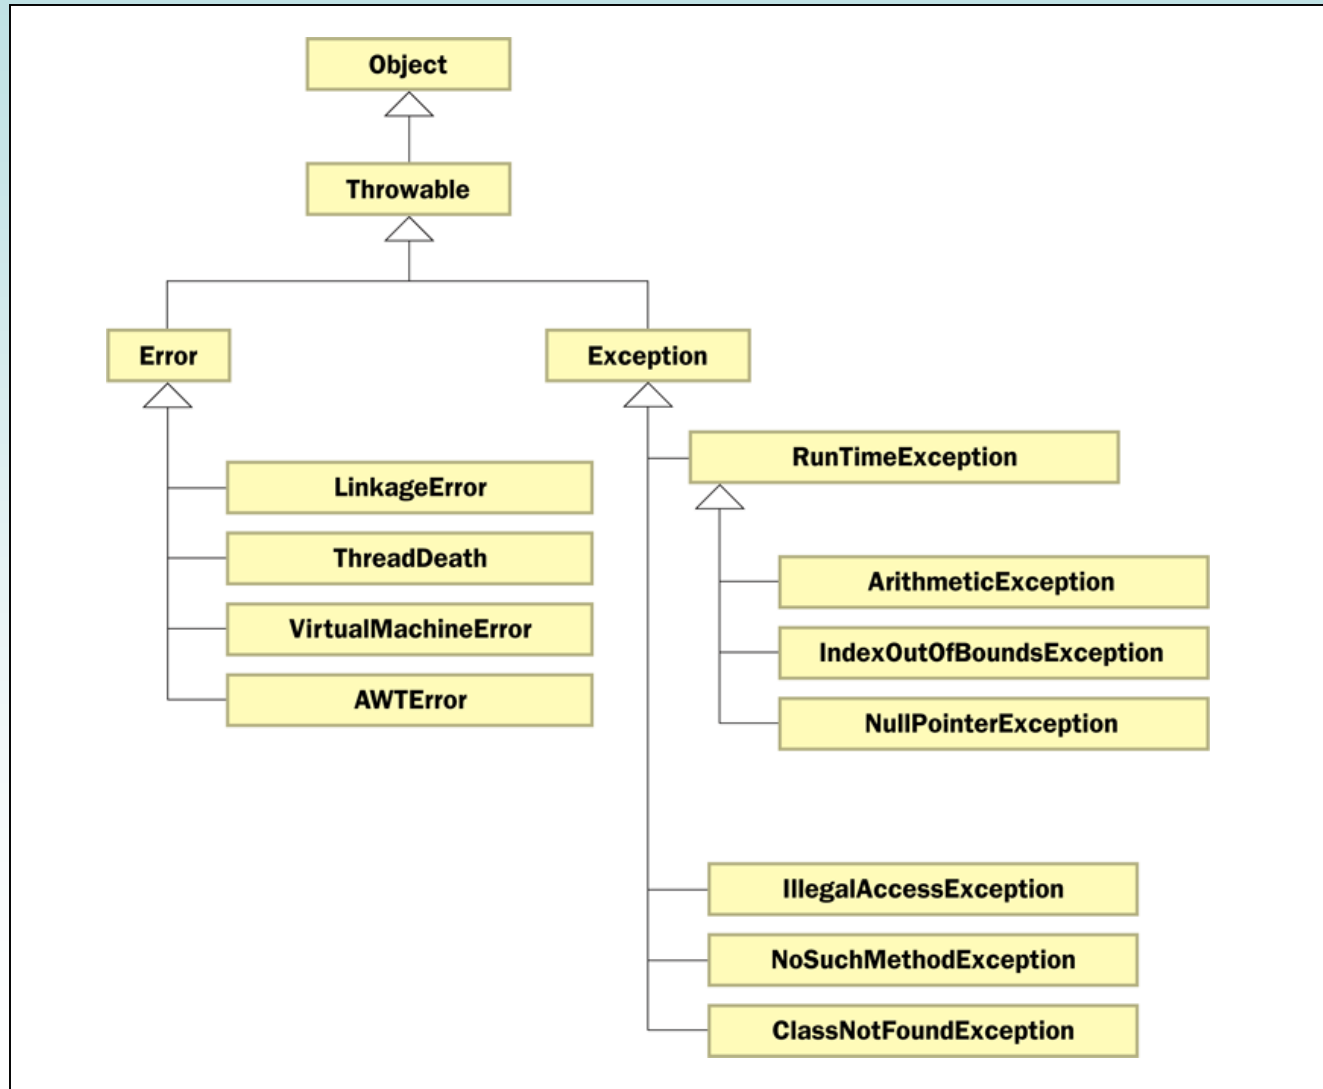 Object
Throwable
Error
Exception
RunTimeException
LinkageError
ThreadDeath
VirtualMachineError
AWTError
ArithmeticException
IndexOutOfBoundsException
NullPointerException
IllegalAccessException
NoSuchMethodException
ClassNotFoundException